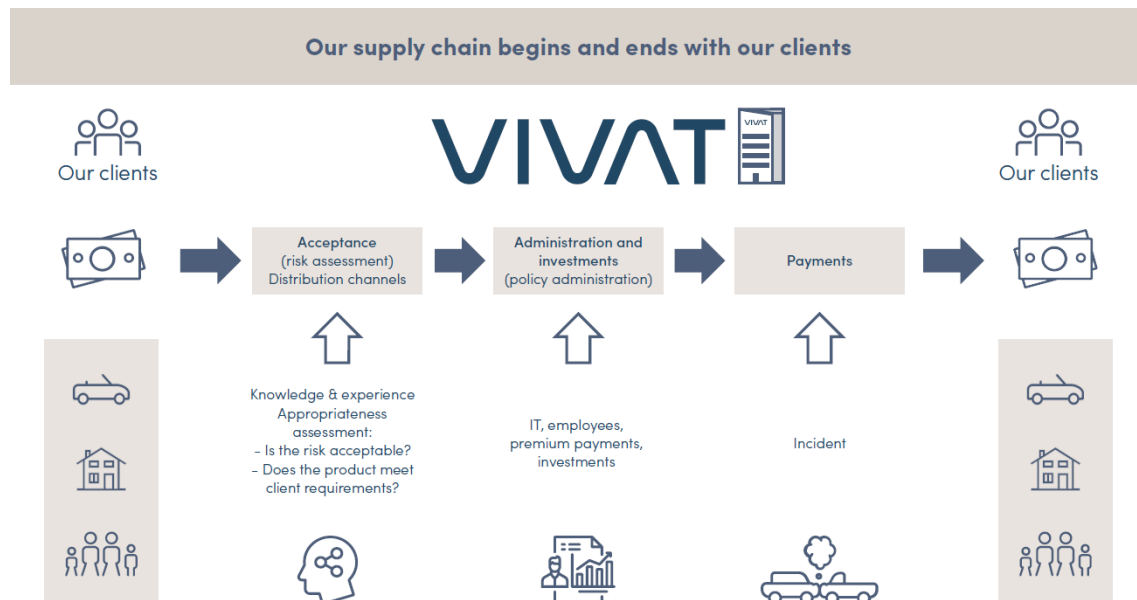 Our supply chain begins and ends with our clients
VIVAT
VIVAT
Our clients
Our clients
Acceptance
(risk assessment)
Distribution channels
Administration and
investments
(policy administration)
Payments
Knowledge & experience
Appropriateness
assessment:
- Is the risk acceptable?
- Does the product meet
client requirements?
IT, employees,
premium payments,
investments
Incident